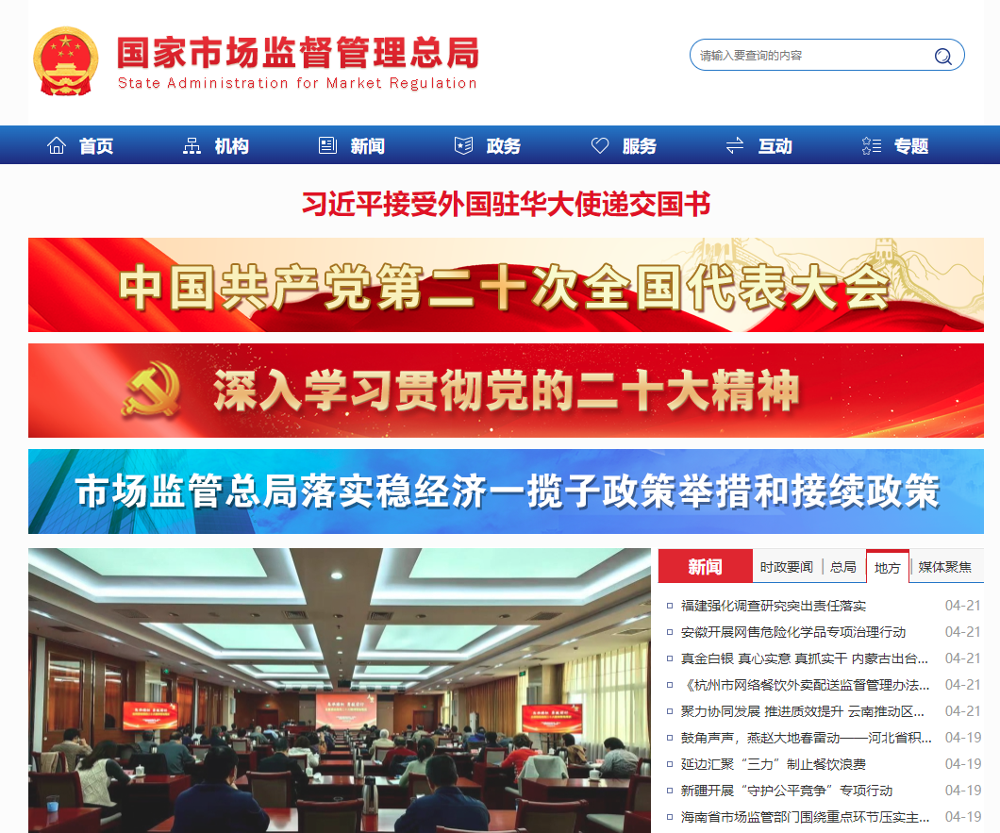 国家市场监督管理总局
State Administration for Market Regulation
请输入要查询的内容
首页 机构 新闻 政务 服务 互动 专题
习近平接受外国驻华大使递交国书
中国共产党第二十次全国代表大会
深入学习贯彻党的二十大精神
市场监管总局落实稳经济一揽子政策举措和接续政策
新闻 时政要闻 总局 地方 媒体聚焦
福建强化调查研究突出责任落实 04-21
安徽开展网售危险化学品专项治理行动 04-21
真金白银 真心实意 真抓实干 内蒙古出台... 04-21
《杭州市网络餐饮外卖配送监督管理办法... 04-21
聚力协同发展 推进质效提升 云南推动区... 04-21
鼓角声声，燕赵大地春雷动——河北省积... 04-19
延边汇聚“三力”制止餐饮浪费 04-19
新疆开展“守护公平竞争”专项行动 04-19
海南省市场监管部门围绕重点环节压实主... 04-19